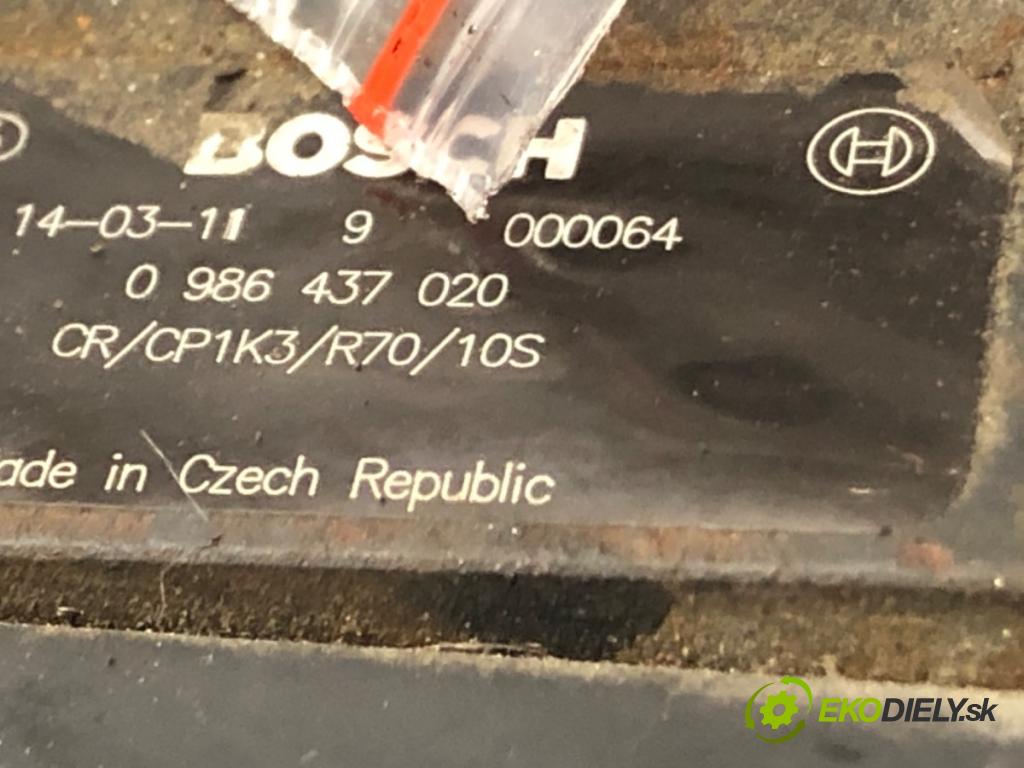 BOSCH
14-03-11 9 000064
0 986 437 020
CR/CP1K3/R70/10S
ade in Czech Republic
EKODIELY.sk